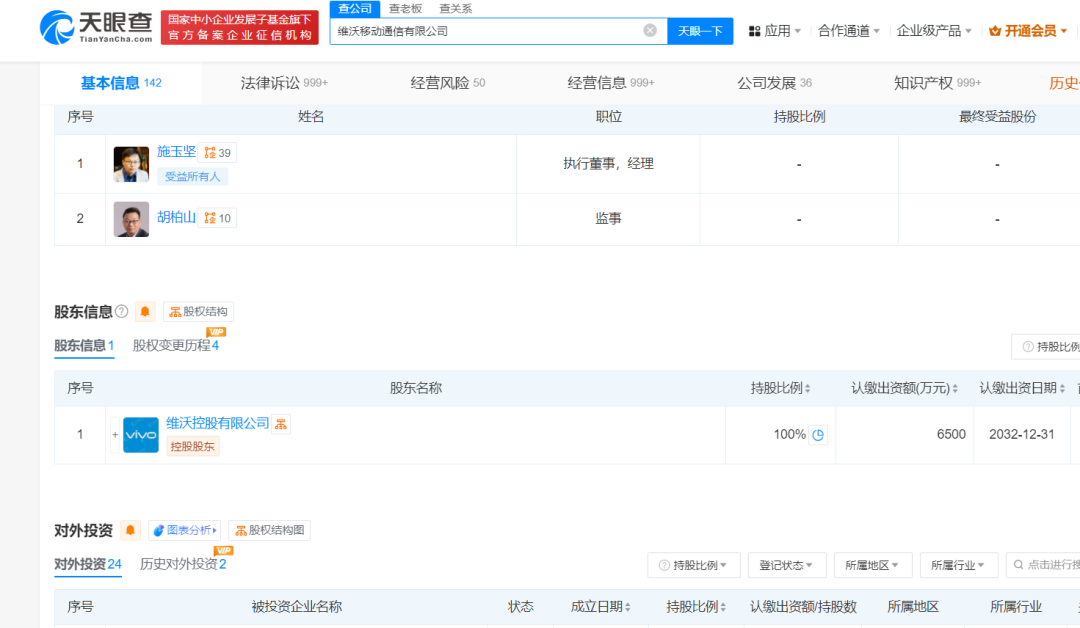 天眼查
TianYanCha.com
国家中小企业发展子基金旗下
官方备案企业征信机构
查公司 查老板 查关系
维沃移动通信有限公司 天眼一下
应用 合作通道 企业级产品 开通会员
基本信息 142 法律诉讼 999+ 经营风险 50 经营信息 999+ 公司发展 36 知识产权 999+ 历史
序号 姓名 职位 持股比例 最终受益股份
1 施玉坚 39 执行董事，经理 - -
受益所有人
2 胡柏山 10 监事 - -
股东信息 股权结构
股东信息 1 股权变更历程 4 VIP
持股比例
序号 股东名称 持股比例 认缴出资额(万元) 认缴出资日期
1 + vivo 维沃控股有限公司 100% 6500 2032-12-31
控股股东
对外投资 图表分析 股权结构图
对外投资 24 历史对外投资 2 VIP
持股比例 登记状态 所属地区 所属行业 点击进行搜
序号 被投资企业名称 状态 成立日期 持股比例 认缴出资额/持股数 所属地区 所属行业